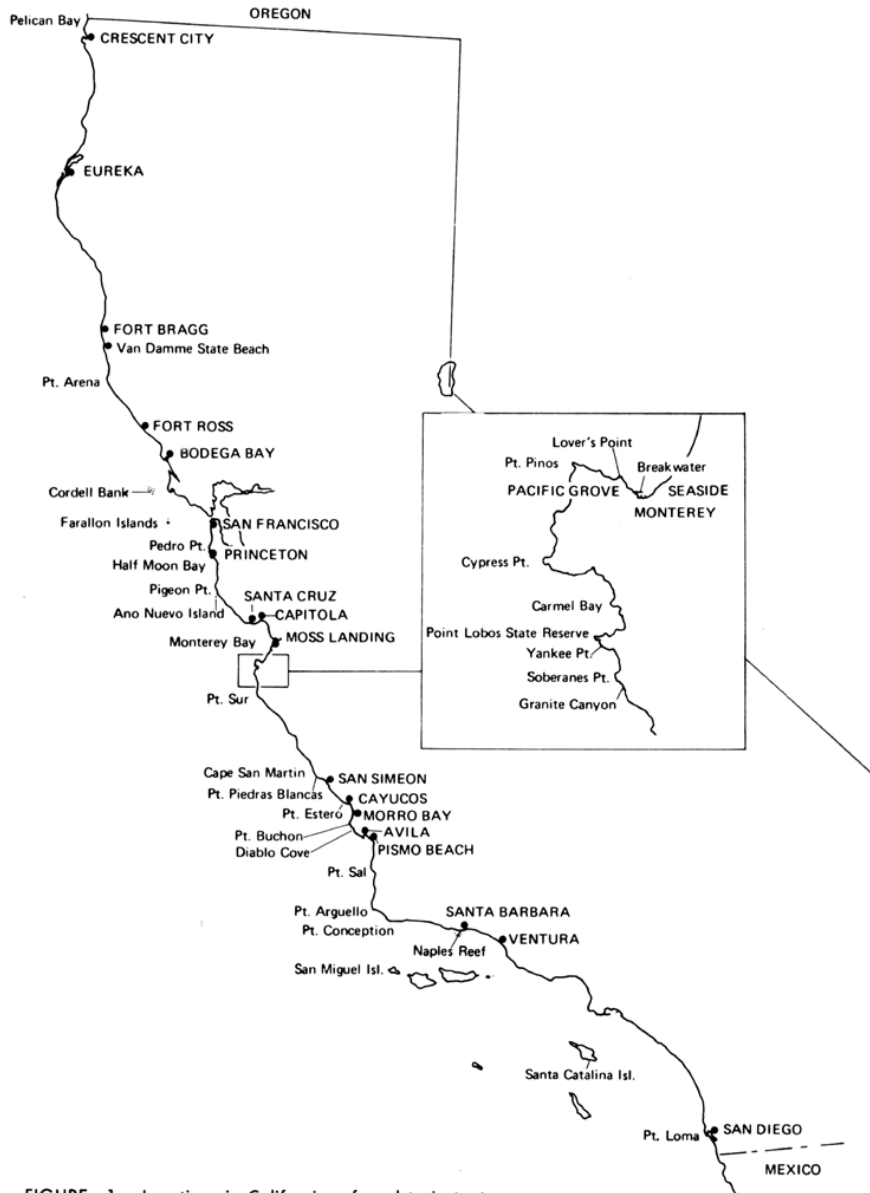 OREGON
Pelican Bay
CRESCENT CITY
EUREKA
FORT BRAGG
Van Damme State Beach
Pt. Arena
FORT ROSS
BODEGA BAY
Cordell Bank
Farallon Islands
SAN FRANCISCO
Pedro Pt.
PRINCETON
Half Moon Bay
Pigeon Pt.
SANTA CRUZ
Ano Nuevo Island
CAPITOLA
Monterey Bay
MOSS LANDING
Pt. Sur
Lover's Point
Pt. Pinos
Breakwater
PACIFIC GROVE
SEASIDE
MONTEREY
Cypress Pt.
Carmel Bay
Point Lobos State Reserve
Yankee Pt.
Soberanes Pt.
Granite Canyon
Cape San Martin
SAN SIMEON
Pt. Piedras Blancas
CAYUCOS
Pt. Estero
MORRO BAY
Pt. Buchon
AVILA
Diablo Cove
PISMO BEACH
Pt. Sal
Pt. Arguello
SANTA BARBARA
Pt. Conception
VENTURA
Naples Reef
San Miguel Isl.
Santa Catalina Isl.
SAN DIEGO
Pt. Loma
MEXICO
FIGURE 1